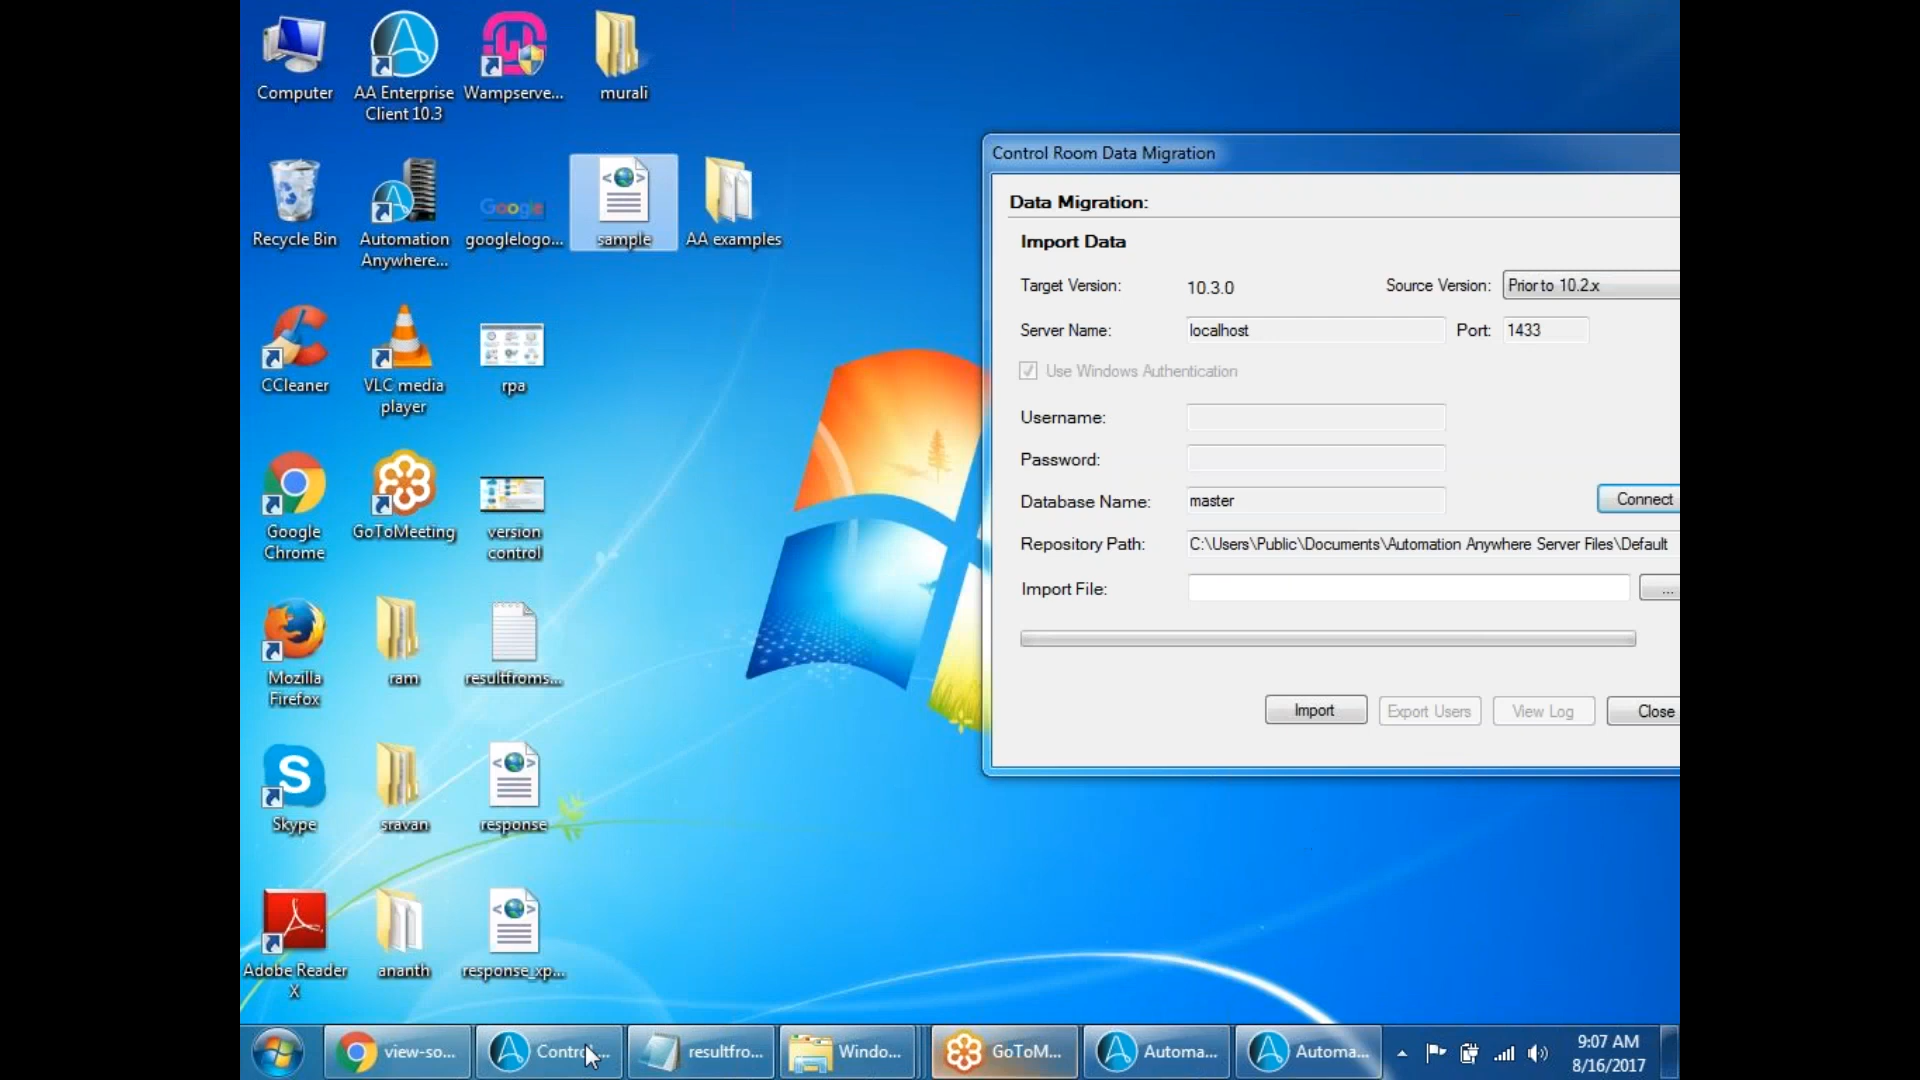 Computer
AA Enterprise
Client 10.3
Wampserve...
murali
Recycle Bin
Automation
Anywhere...
Google
googlelogo...
sample
AA examples
CCleaner
VLC media
player
rpa
Google
Chrome
GoToMeeting
version
control
Mozilla
Firefox
ram
resultfroms...
Skype
sravan
response
Adobe Reader
X
ananth
response_xp...
Control Room Data Migration
Data Migration:
Import Data
Target Version: 10.3.0 Source Version: Prior to 10.2.x
Server Name: localhost Port: 1433
Use Windows Authentication
Username:
Password:
Database Name: master Connect
Repository Path: C:\Users\Public\Documents\Automation Anywhere Server Files\Default
Import File: ...
Import Export Users View Log Close
view-so... Contro... resultfro... Windo... GoToM... Automa... Automa... 9:07 AM
8/16/2017